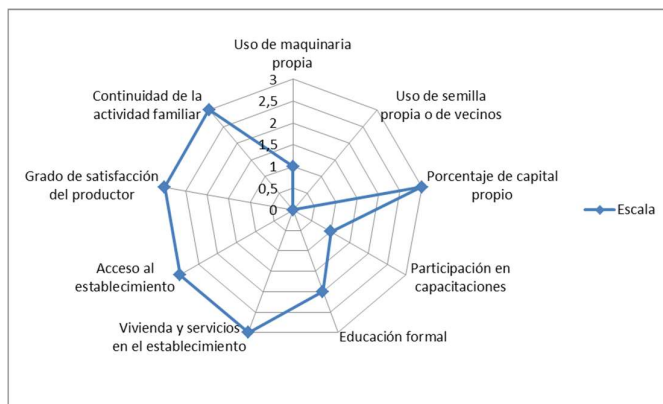 Uso de maquinaria
propia
Uso de semilla
propia o de vecinos
Porcentaje de capital
propio
Participación en
capacitaciones
Educación formal
Vivienda y servicios
en el establecimiento
Acceso al
establecimiento
Grado de satisfacción
del productor
Continuidad de la
actividad familiar
3
2,5
2
1,5
1
0,5
0
Escala